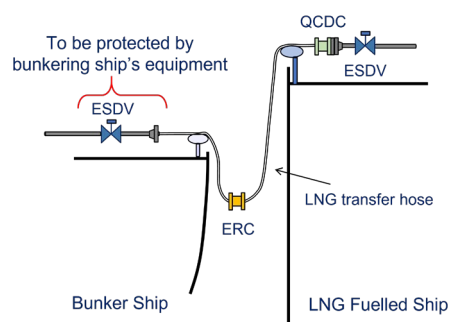 QCDC
To be protected by
bunkering ship's equipment
ESDV
ESDV
LNG transfer hose
ERC
Bunker Ship
LNG Fuelled Ship